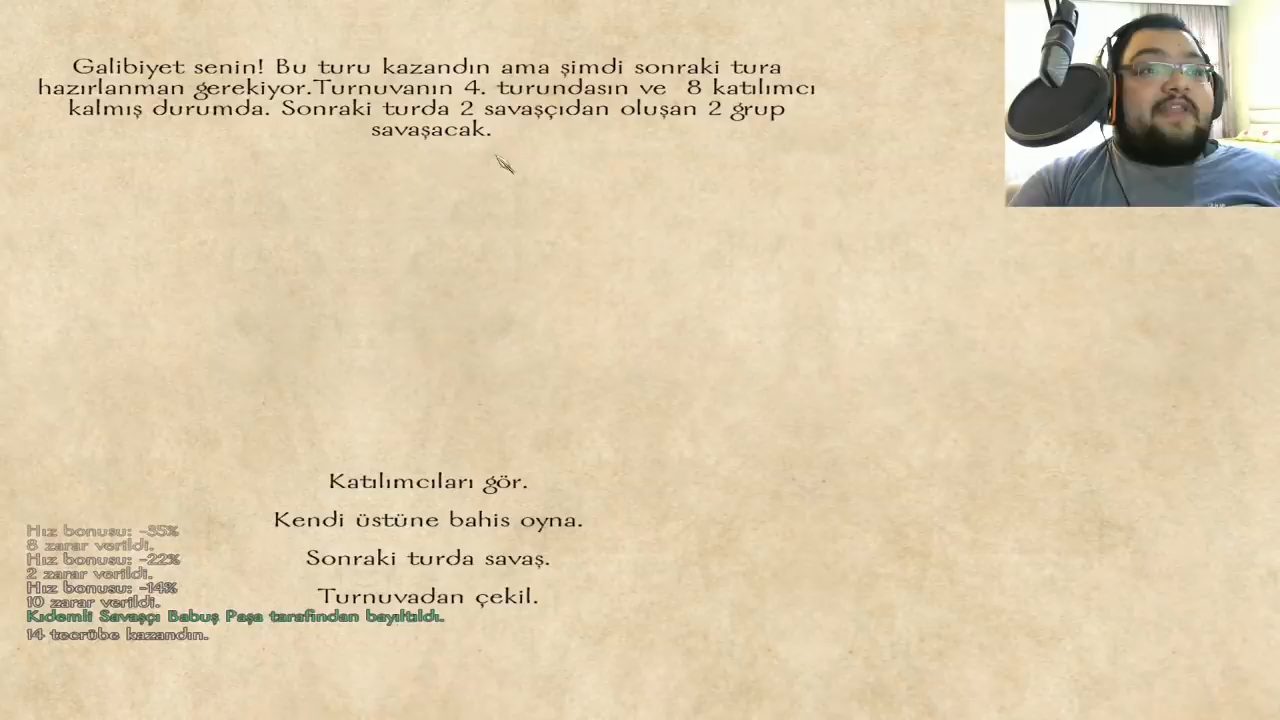 Galibiyet senin! Bu turu kazandın ama şimdi sonraki tura
hazırlanman gerekiyor.Turnuvanın 4. turundasın ve  8 katılımcı
kalmış durumda. Sonraki turda 2 savaşçıdan oluşan 2 grup
savaşacak.
Katılımcıları gör.
Kendi üstüne bahis oyna.
Sonraki turda savaş.
Turnuvadan çekil.
Hız bonusu: -35%
8 zarar verildi.
Hız bonusu: -22%
2 zarar verildi.
Hız bonusu: -14%
10 zarar verildi.
Kıdemli Savaşçı Babuş Paşa tarafından bayıltıldı.
14 tecrübe kazandın.